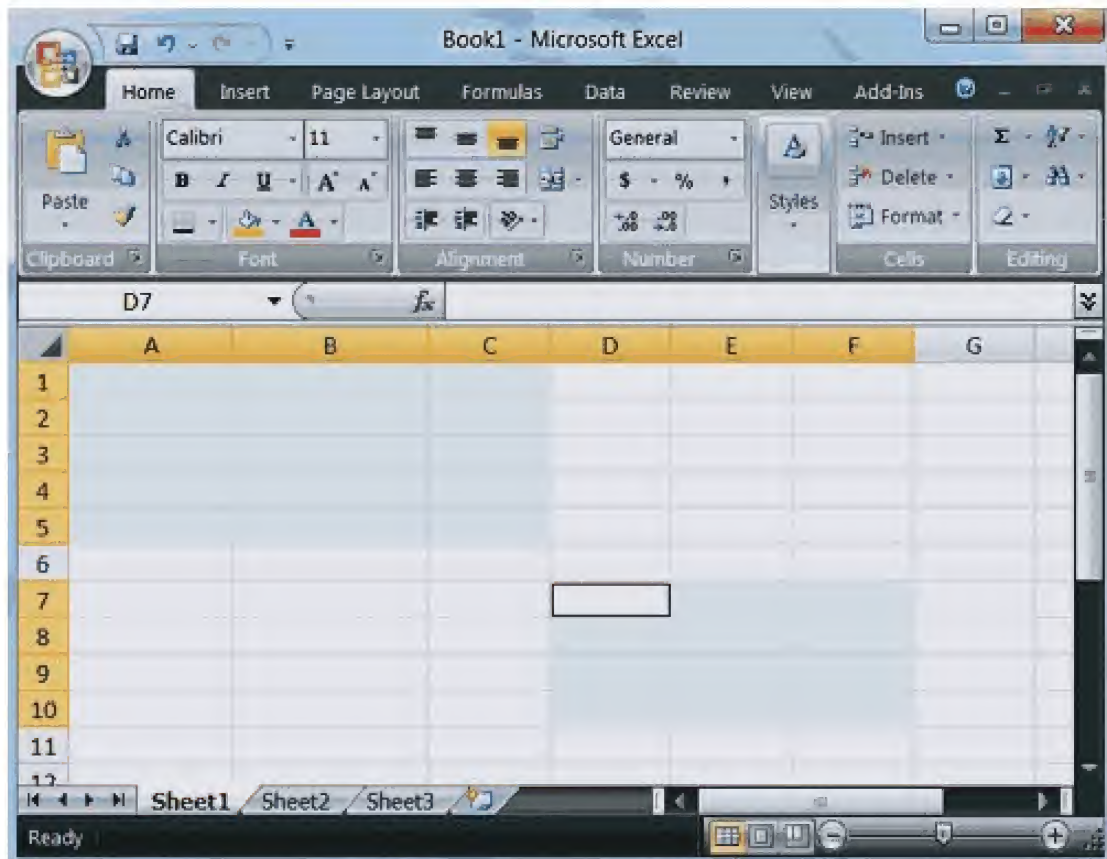 Book1 - Microsoft Excel
Home Insert Page Layout Formulas Data Review View Add-Ins
Calibri 11 General Insert
Paste B I U A A $ % , Styles Delete
A Format
Clipboard Font Alignment Number Cells Editing
D7 fx
A B C D E F G
1
2
3
4
5
6
7
8
9
10
11
12
Sheet1 Sheet2 Sheet3
Ready